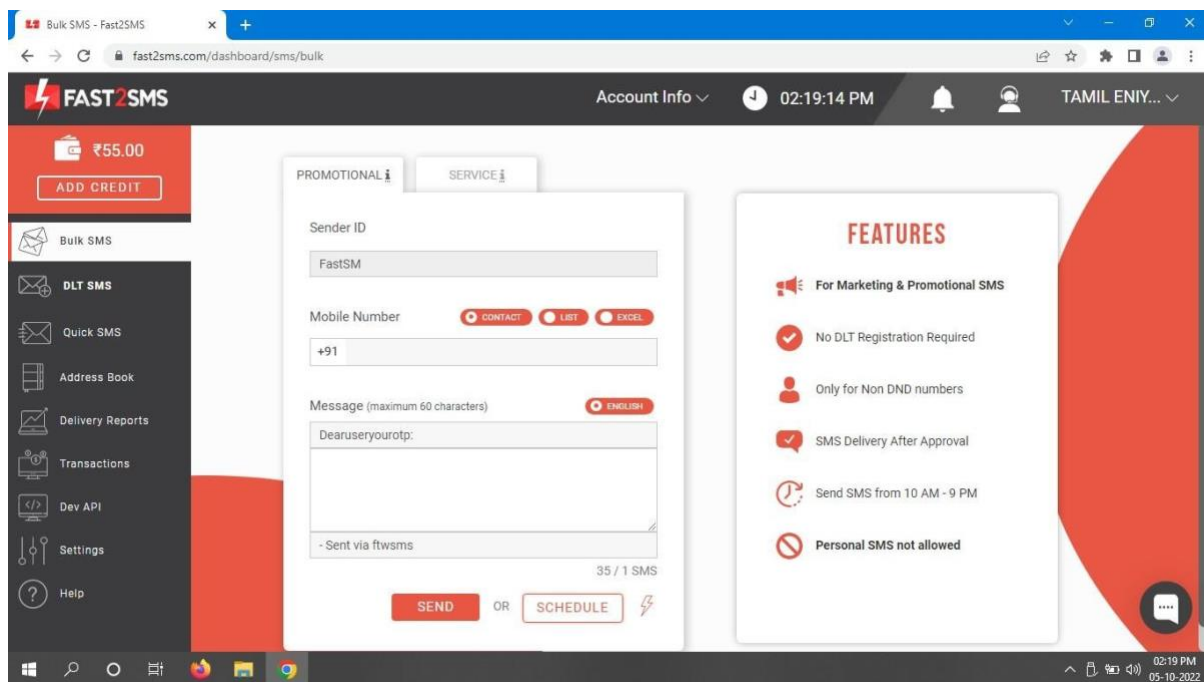 Bulk SMS - Fast2SMS
fast2sms.com/dashboard/sms/bulk
FAST2SMS
Account Info
02:19:14 PM
TAMIL ENIY...
₹55.00
ADD CREDIT
Bulk SMS
DLT SMS
Quick SMS
Address Book
Delivery Reports
Transactions
Dev API
Settings
Help
PROMOTIONAL
SERVICE
Sender ID
FastSM
Mobile Number
CONTACT LIST EXCEL
+91
Message (maximum 60 characters) ENGLISH
Dearuseryourotp:
- Sent via ftwsms
35 / 1 SMS
SEND OR SCHEDULE
FEATURES
For Marketing & Promotional SMS
No DLT Registration Required
Only for Non DND numbers
SMS Delivery After Approval
Send SMS from 10 AM - 9 PM
Personal SMS not allowed
02:19 PM
05-10-2022